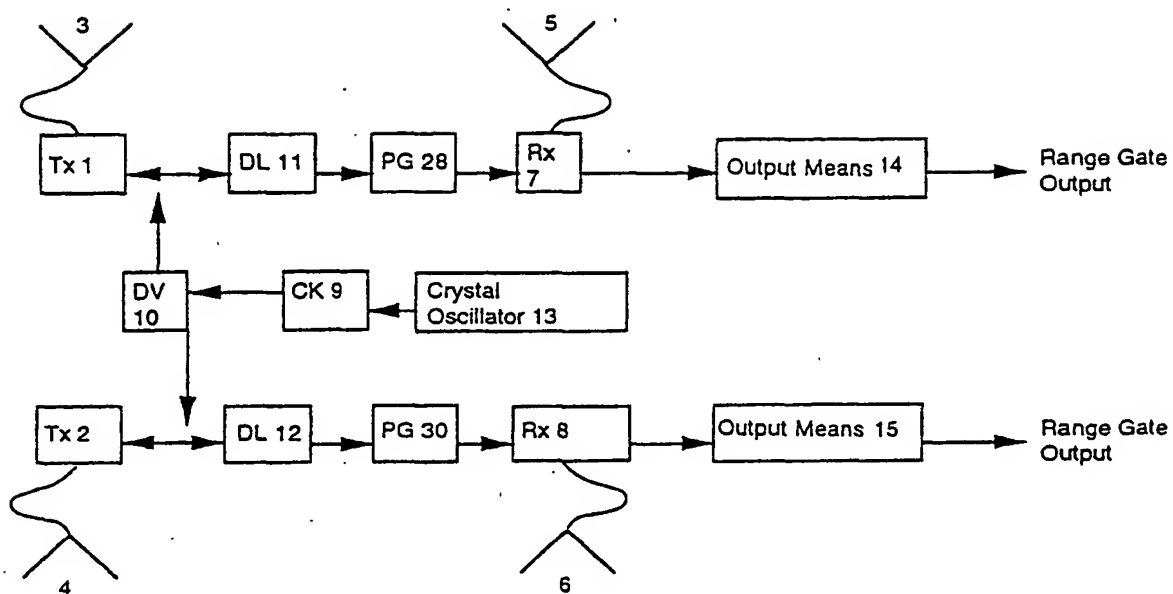 3
5
Tx 1
DL 11
PG 28
Rx
7
Output Means 14
Range Gate
Output
DV
10
CK 9
Crystal
Oscillator 13
Tx 2
DL 12
PG 30
Rx 8
Output Means 15
Range Gate
Output
4
6